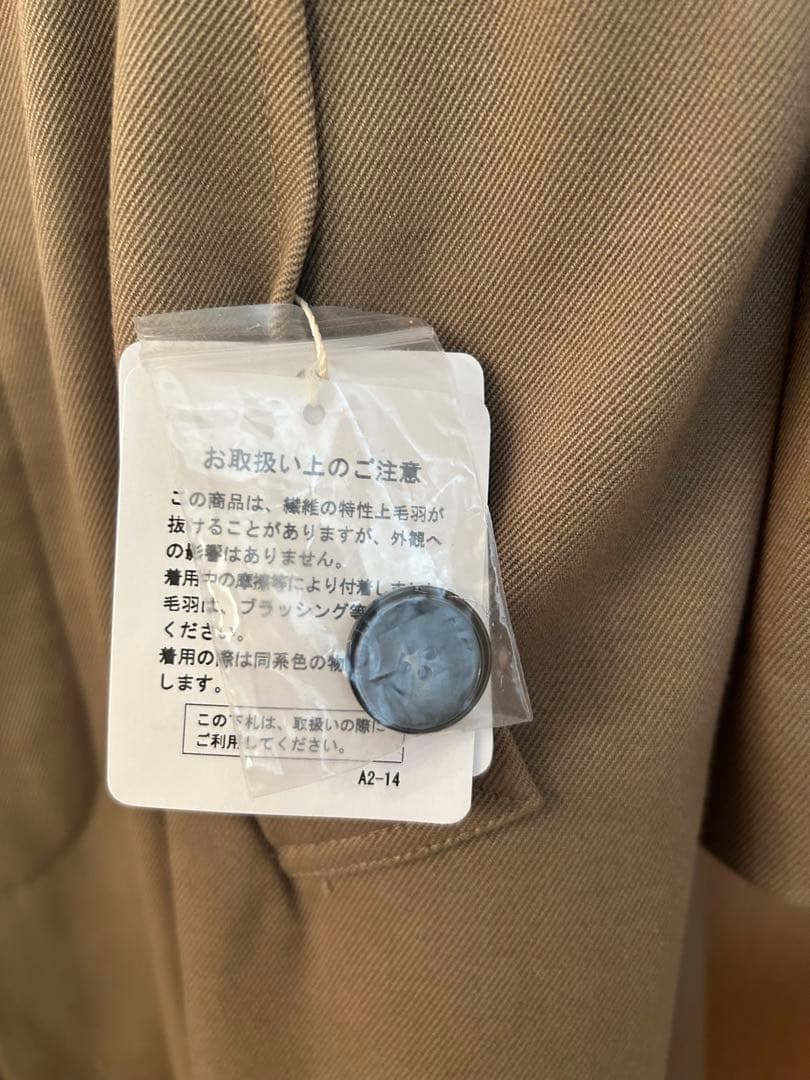 お取扱い上のご注意
この商品は、繊維の特性上毛羽が
抜けることがありますが、外観へ
の影響はありません。
着用中の摩擦等により付着しました
毛羽は、ブラッシング等
ください。
着用の際は同系色の物
します。
この下札は、取扱いの際に
ご利用してください。
A2-14